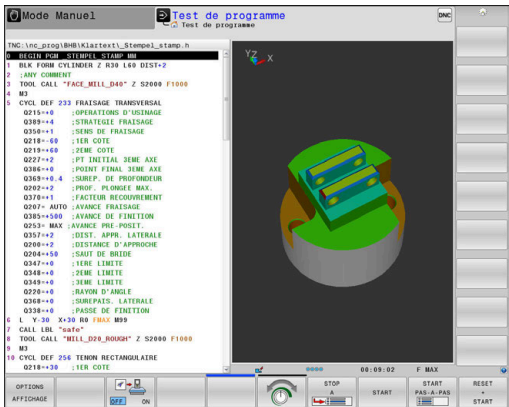 Mode Manuel
Test de programme
Test de programme
DNC
TNC:\nc_prog\BHB\Klartext\_Stempel_stamp.h
0 BEGIN PGM _STEMPEL_STAMP MM
1 BLK FORM CYLINDER Z R30 L60 DIST+2
2 ;ANY COMMENT
3 TOOL CALL "FACE_MILL_D40" Z S2000 F1000
4 M3
5 CYCL DEF 233 FRAISAGE TRANSVERSAL
Q215=+0 ;OPERATIONS D'USINAGE
Q389=+4 ;STRATEGIE FRAISAGE
Q350=+1 ;SENS DE FRAISAGE
Q218=-60 ;1ER COTE
Q219=+60 ;2EME COTE
Q227=+2 ;PT INITIAL 3EME AXE
Q386=+0 ;POINT FINAL 3EME AXE
Q369=+0.4 ;SUREP. DE PROFONDEUR
Q202=+2 ;PROF. PLONGEE MAX.
Q370=+1 ;FACTEUR RECOUVREMENT
Q207= AUTO ;AVANCE FRAISAGE
Q385=+500 ;AVANCE DE FINITION
Q253= MAX ;AVANCE PRE-POSIT.
Q357=+2 ;DIST. APPR. LATERALE
Q200=+2 ;DISTANCE D'APPROCHE
Q204=+50 ;SAUT DE BRIDE
Q347=+0 ;1ERE LIMITE
Q348=+0 ;2EME LIMITE
Q349=+0 ;3EME LIMITE
Q220=+0 ;RAYON D'ANGLE
Q368=+0 ;SUREPAIS. LATERALE
Q338=+0 ;PASSE DE FINITION
6 L Y-30 X+30 R0 FMAX M99
7 CALL LBL "safe"
8 TOOL CALL "MILL_D20_ROUGH" Z S2000 F1000
9 M3
10 CYCL DEF 256 TENON RECTANGULAIRE
Q218=+30 ;1ER COTE
YZ X
00:09:02 F MAX
OPTIONS AFFICHAGE
OFF ON
STOP A
START
START PAS-A-PAS
RESET + START